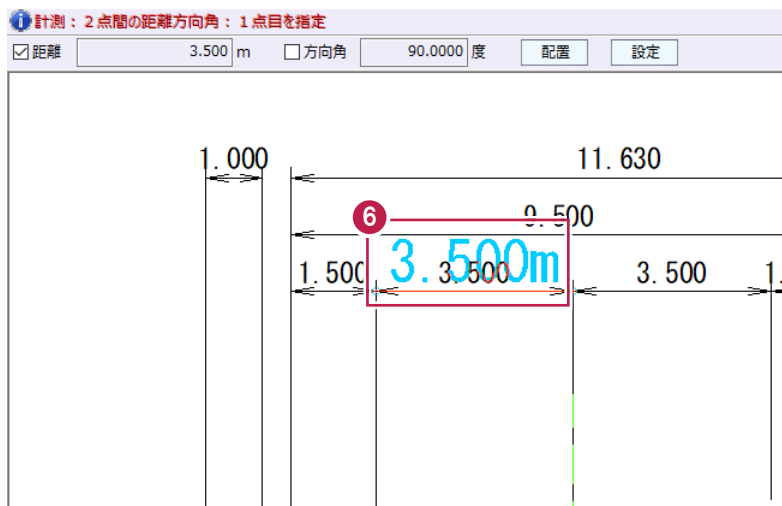 計測：２点間の距離方向角：１点目を指定
距離 3.500 m 方向角 90.0000 度 配置 設定
1.000 11.630
6 9.500
3.500m
1.500 3.500 3.500 1.